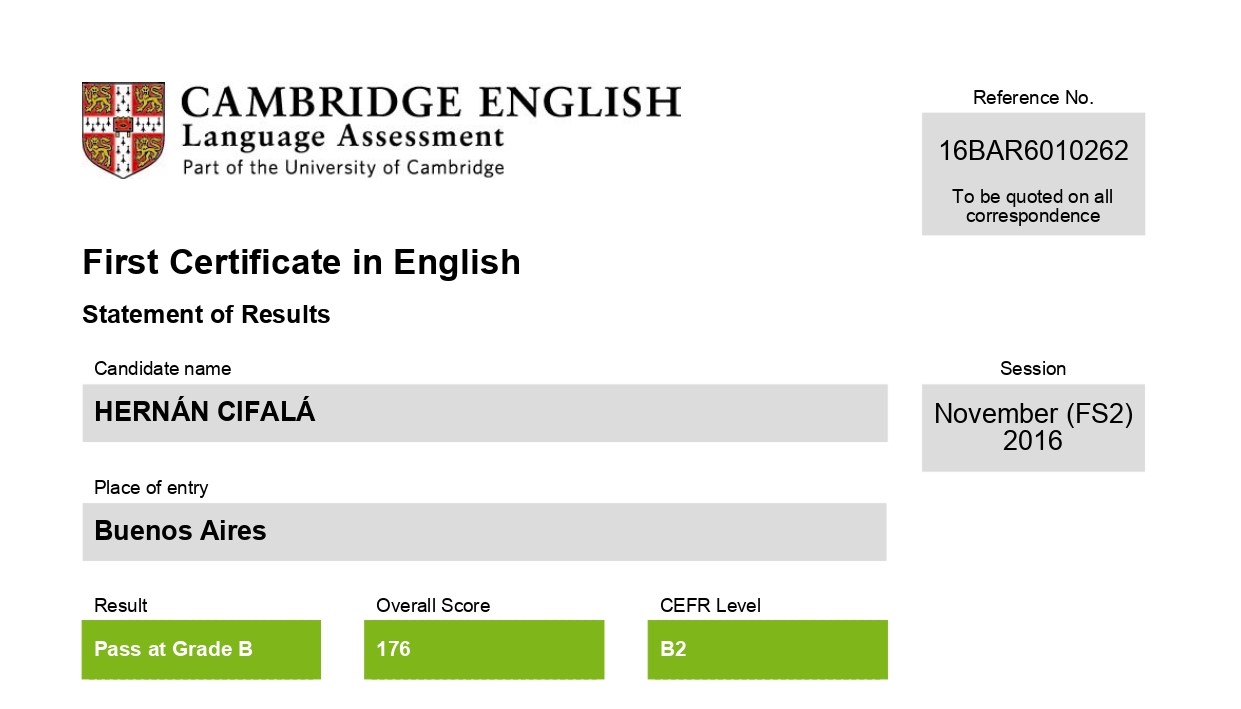 CAMBRIDGE ENGLISH
Language Assessment
Part of the University of Cambridge
Reference No.
16BAR6010262
To be quoted on all
correspondence
First Certificate in English
Statement of Results
Candidate name
HERNÁN CIFALÁ
Session
November (FS2)
2016
Place of entry
Buenos Aires
Result
Overall Score
CEFR Level
Pass at Grade B
176
B2